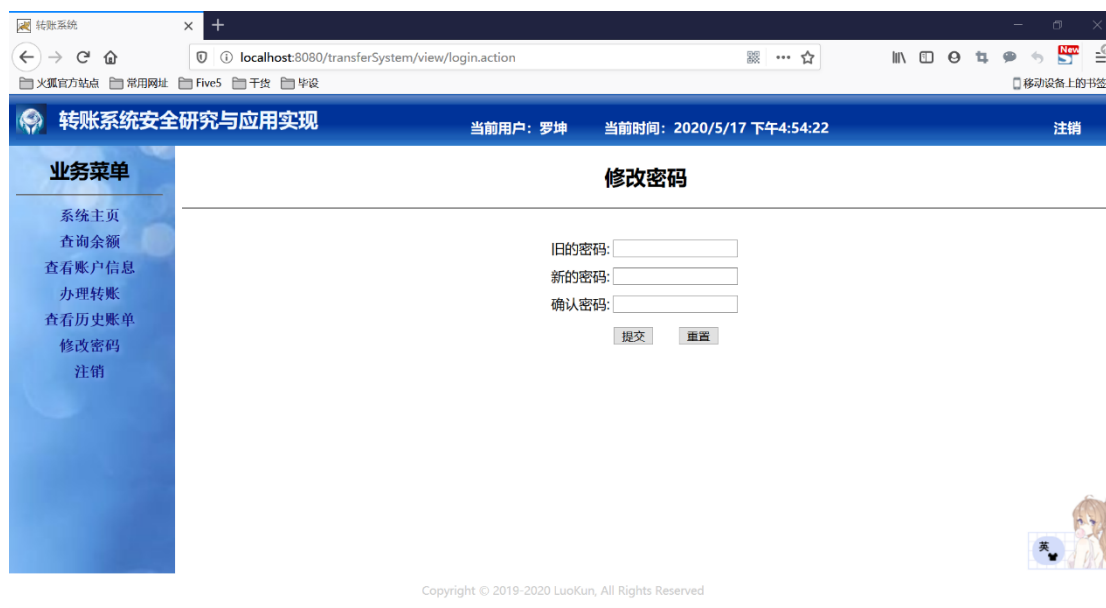 转账系统
localhost:8080/transferSystem/view/login.action
New
火狐官方站点 常用网址 Five5 干货 毕设 移动设备上的书签
转账系统安全研究与应用实现 当前用户：罗坤 当前时间：2020/5/17 下午4:54:22 注销
业务菜单
系统主页
查询余额
查看账户信息
办理转账
查看历史账单
修改密码
注销
修改密码
旧的密码:
新的密码:
确认密码:
提交 重置
英
Copyright © 2019-2020 LuoKun, All Rights Reserved